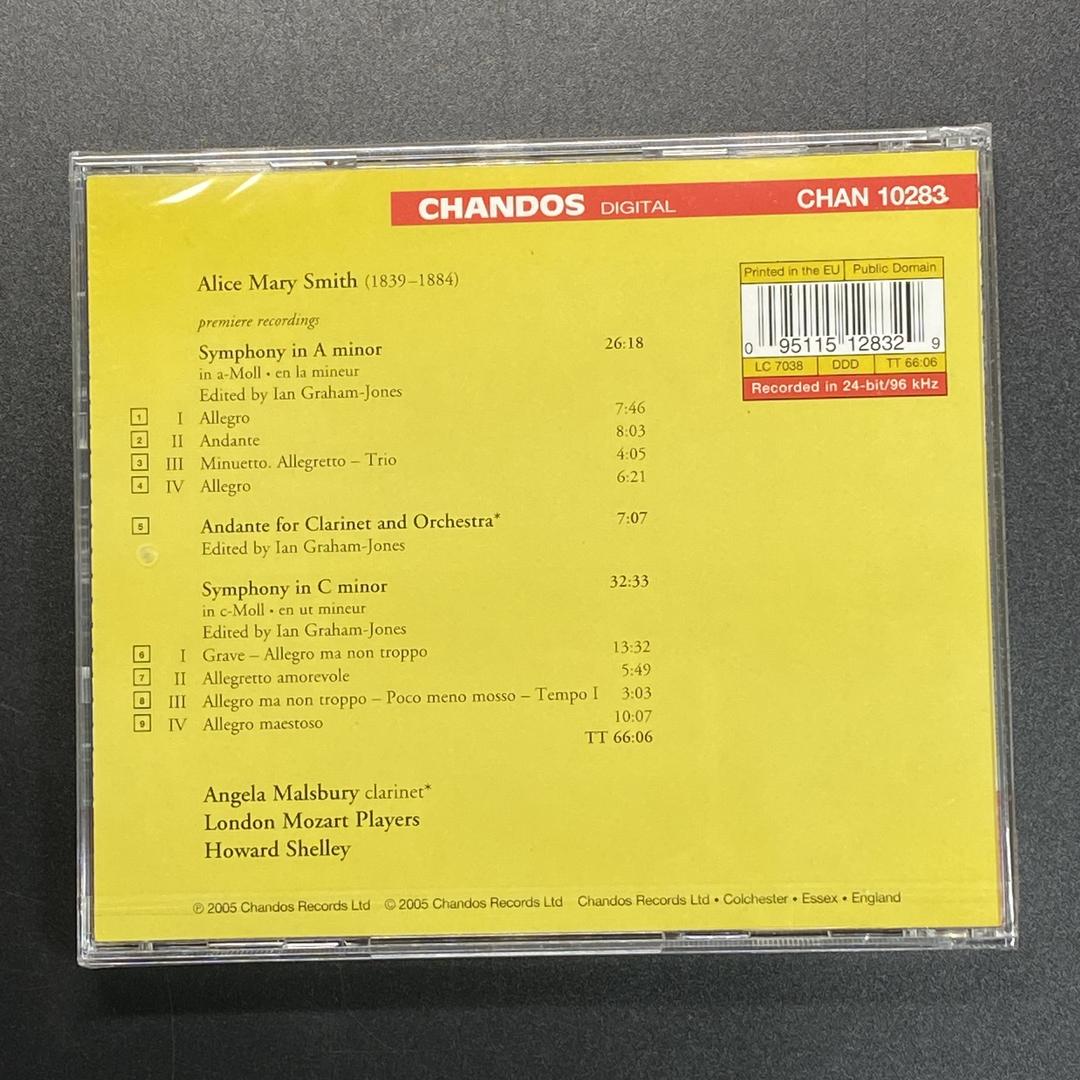 CHANDOS DIGITAL CHAN 10283
Alice Mary Smith (1839–1884)
Printed in the EU Public Domain
0 95115 12832 9
LC 7038 DDD TT 66:06
Recorded in 24-bit/96 kHz
premiere recordings
Symphony in A minor 26:18
in a-Moll • en la mineur
Edited by Ian Graham-Jones
1 I Allegro 7:46
2 II Andante 8:03
3 III Minuetto. Allegretto – Trio 4:05
4 IV Allegro 6:21
5 Andante for Clarinet and Orchestra* 7:07
Edited by Ian Graham-Jones
Symphony in C minor 32:33
in c-Moll • en ut mineur
Edited by Ian Graham-Jones
6 I Grave – Allegro ma non troppo 13:32
7 II Allegretto amorevole 5:49
8 III Allegro ma non troppo – Poco meno mosso – Tempo I 3:03
9 IV Allegro maestoso 10:07
TT 66:06
Angela Malsbury clarinet*
London Mozart Players
Howard Shelley
℗ 2005 Chandos Records Ltd © 2005 Chandos Records Ltd Chandos Records Ltd • Colchester • Essex • England